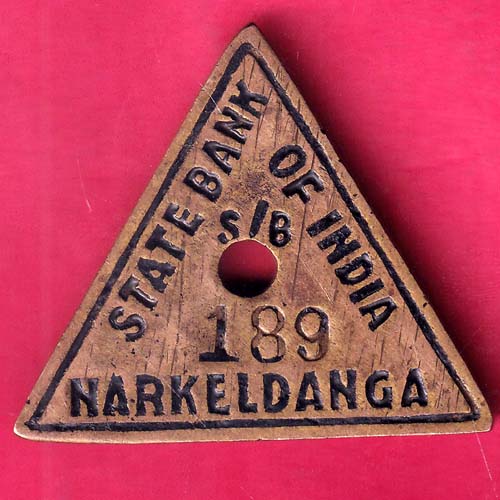 STATE BANK
OF INDIA
S/B
189
NARKELDANGA